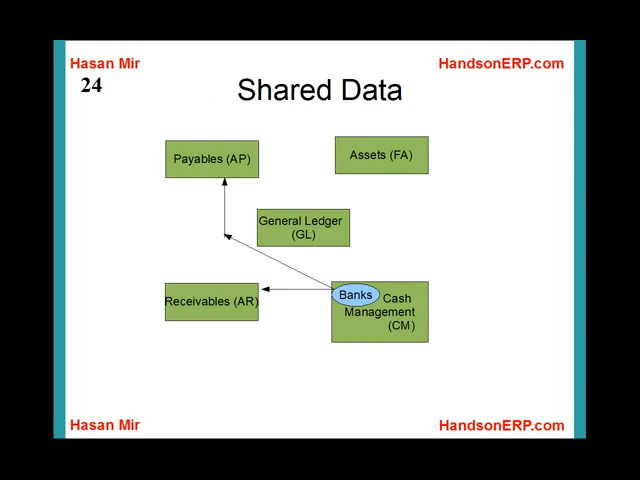 Hasan Mir
HandsonERP.com
24
Shared Data
Payables (AP)
Assets (FA)
General Ledger
(GL)
Receivables (AR)
Banks
Cash
Management
(CM)
Hasan Mir
HandsonERP.com